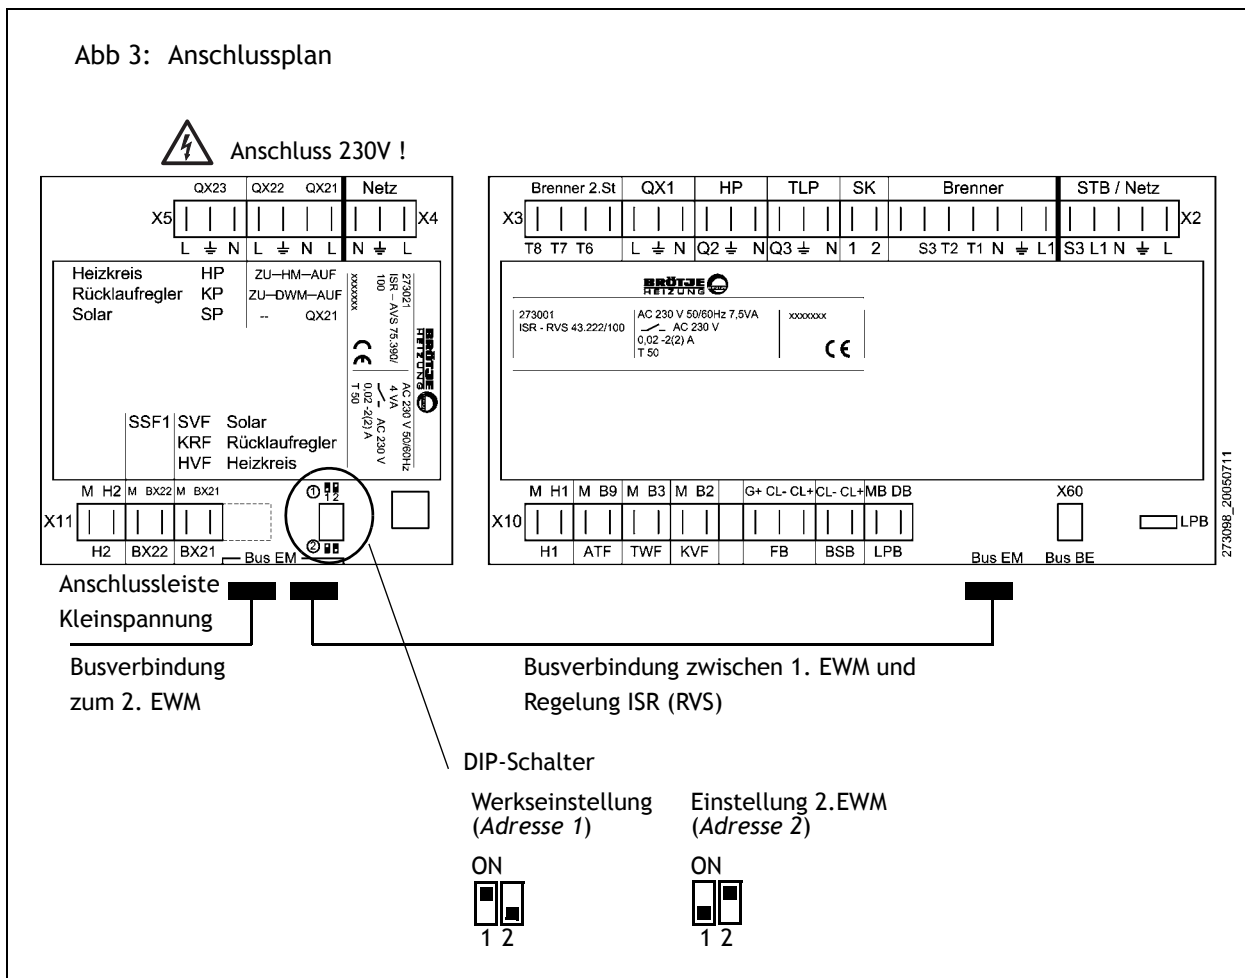 Abb 3: Anschlussplan
Anschluss 230V !
QX23 QX22 QX21 Netz
X5 X4
L ⏚ N L ⏚ N L N ⏚ L
Heizkreis HP ZU—HM—AUF
Rücklaufregler KP ZU—DWM—AUF
Solar SP -- QX21
273021
ISR – AVS 75.390/
100
xxxxxxx
CE
BRÖTJE
HEIZUNG
AC 230 V 50/60Hz
4 VA
AC 230 V
0,02 -2(2) A
T 50
SSF1 SVF Solar
KRF Rücklaufregler
HVF Heizkreis
M H2 M BX22 M BX21
1
1 2
X11
H2 BX22 BX21
2
Bus EM
Brenner 2.St QX1 HP TLP SK Brenner STB / Netz
X3 X2
T8 T7 T6 L ⏚ N Q2 ⏚ N Q3 ⏚ N 1 2 S3 T2 T1 N ⏚ L1 S3 L1 N ⏚ L
BRÖTJE
HEIZUNG
273001
ISR - RVS 43.222/100
AC 230 V 50/60Hz 7,5VA
AC 230 V
0,02 -2(2) A
T 50
xxxxxxx
CE
M H1 M B9 M B3 M B2 G+ CL- CL+ CL- CL+ MB DB X60
X10 LPB
H1 ATF TWF KVF FB BSB LPB Bus EM Bus BE
273098_20050711
Anschlussleiste
Kleinspannung
Busverbindung
zum 2. EWM
Busverbindung zwischen 1. EWM und
Regelung ISR (RVS)
DIP-Schalter
Werkseinstellung
(Adresse 1)
ON
1 2
Einstellung 2.EWM
(Adresse 2)
ON
1 2